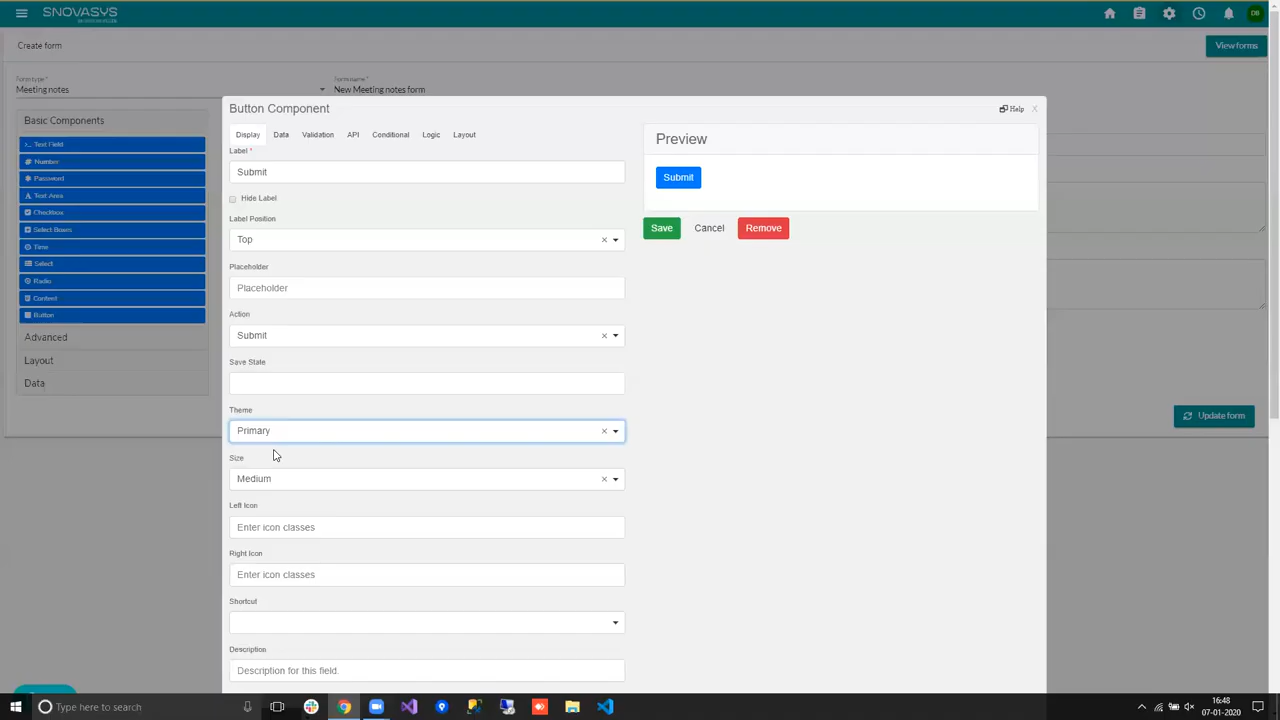 SNOVASYS
DB
Create form
View forms
Form type *
Meeting notes
Form name *
New Meeting notes form
Basic Components
Text Field
Number
Password
Text Area
Checkbox
Select Boxes
Time
Select
Radio
Content
Button
Advanced
Layout
Data
Button Component
Help
X
Display Data Validation API Conditional Logic Layout
Label *
Submit
Hide Label
Label Position
Top
Placeholder
Placeholder
Action
Submit
Save State
Theme
Primary
Size
Medium
Left Icon
Enter icon classes
Right Icon
Enter icon classes
Shortcut
Description
Description for this field.
Preview
Submit
Save Cancel Remove
Update form
Type here to search
16:48
07-01-2020